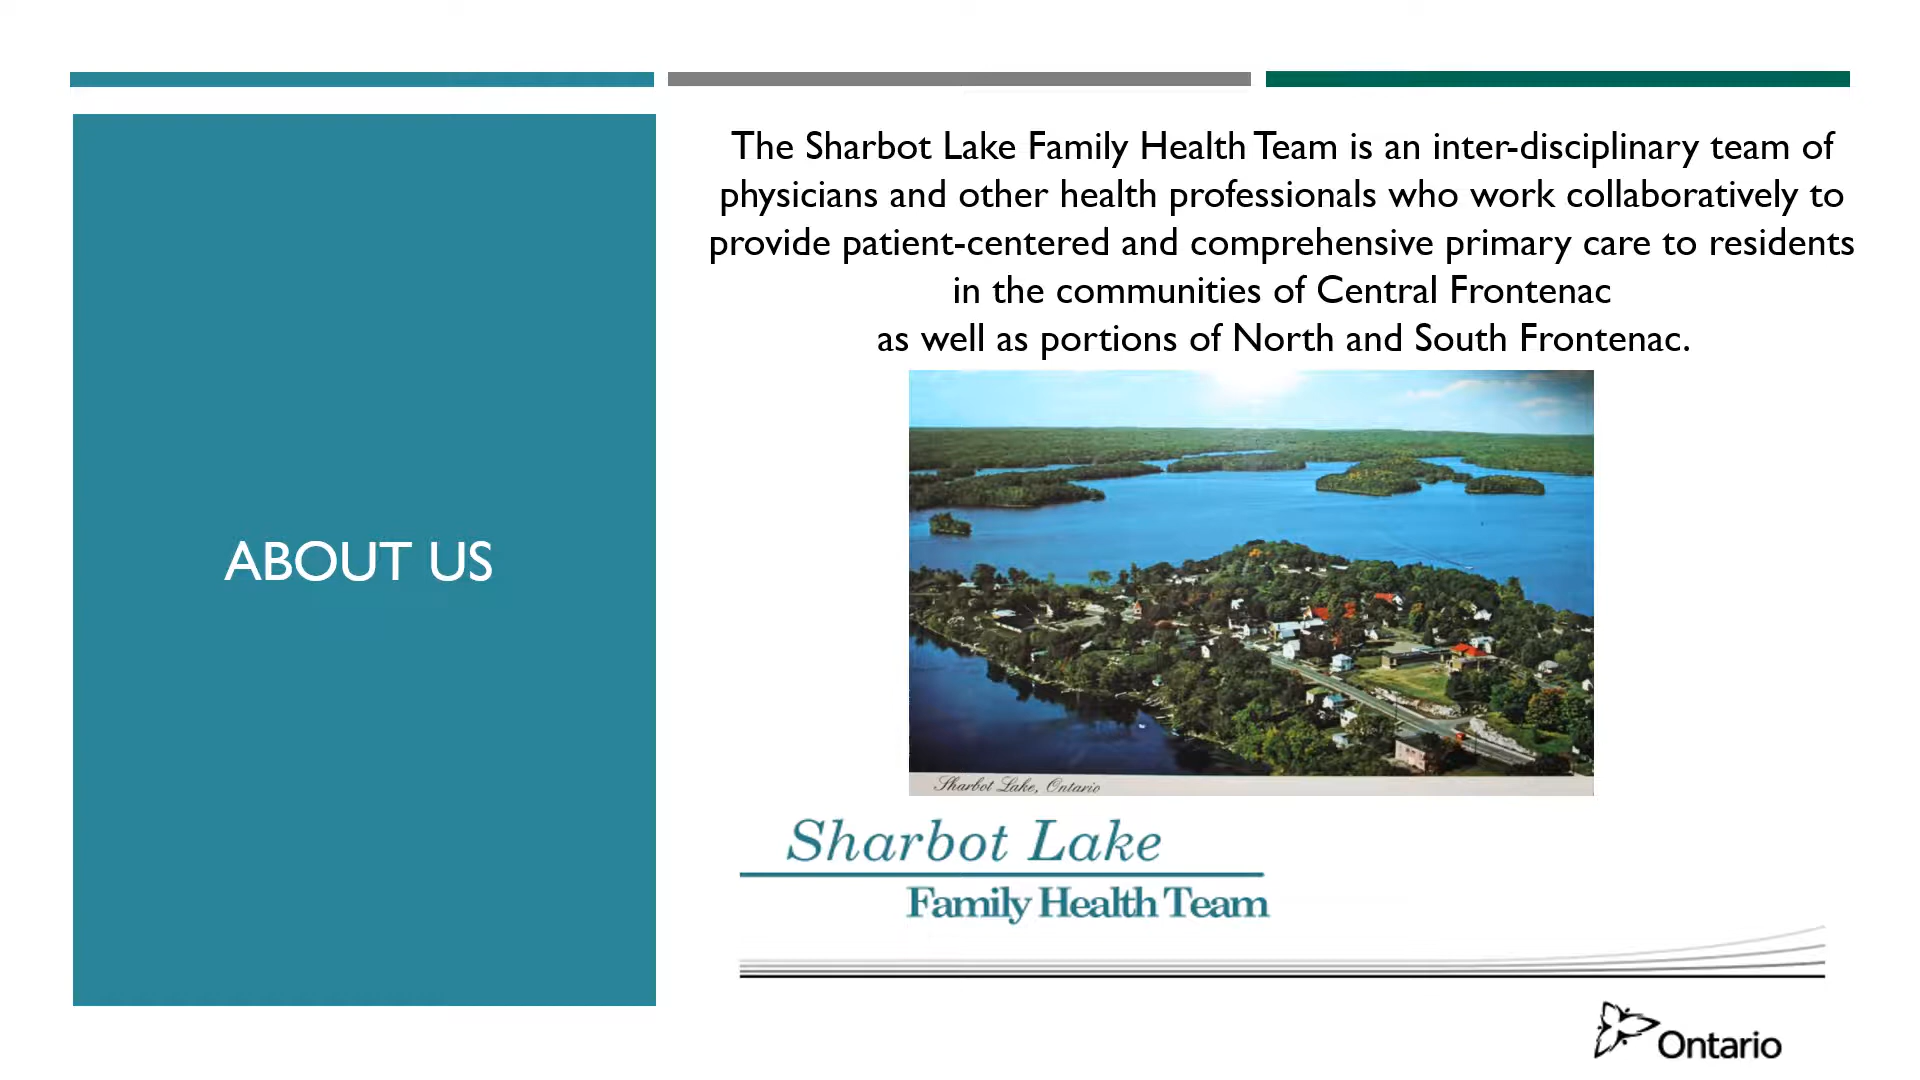 ABOUT US
The Sharbot Lake Family Health Team is an inter-disciplinary team of
physicians and other health professionals who work collaboratively to
provide patient-centered and comprehensive primary care to residents
in the communities of Central Frontenac
as well as portions of North and South Frontenac.
Sharbot Lake, Ontario
Sharbot Lake
Family Health Team
Ontario